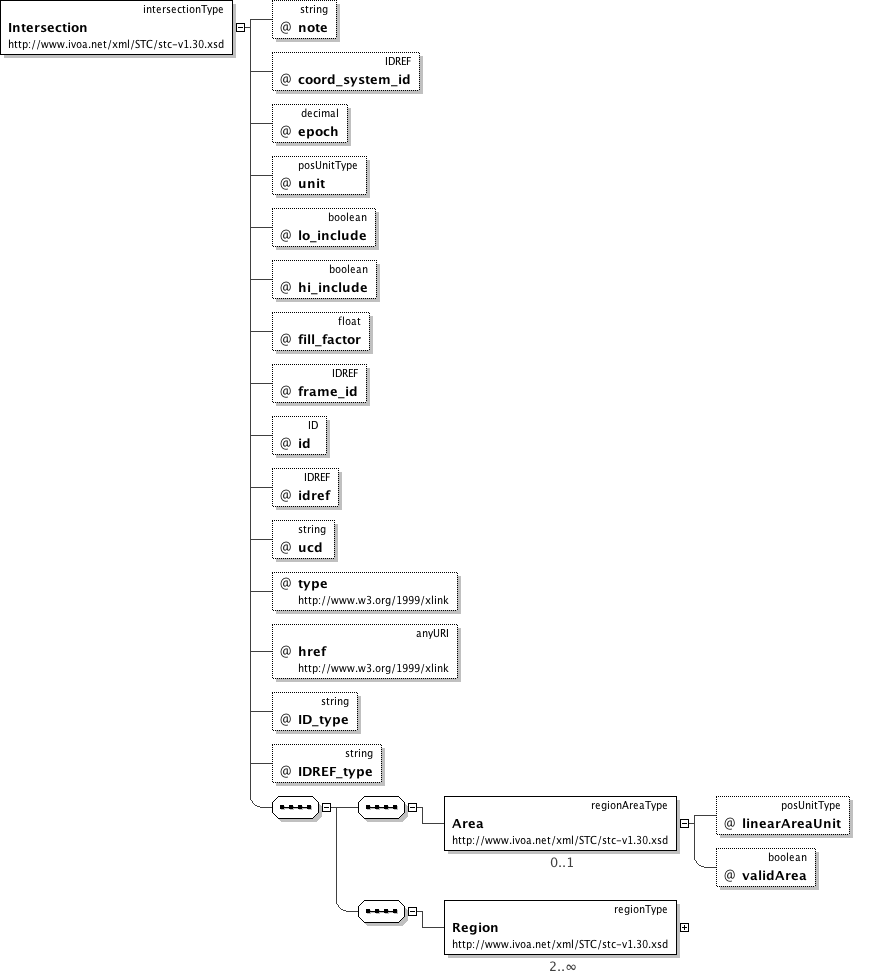 intersectionType
Intersection
http://www.ivoa.net/xml/STC/stc-v1.30.xsd
string
@ note
IDREF
@ coord_system_id
decimal
@ epoch
posUnitType
@ unit
boolean
@ lo_include
boolean
@ hi_include
float
@ fill_factor
IDREF
@ frame_id
ID
@ id
IDREF
@ idref
string
@ ucd
@ type
http://www.w3.org/1999/xlink
anyURI
@ href
http://www.w3.org/1999/xlink
string
@ ID_type
string
@ IDREF_type
regionAreaType
Area
http://www.ivoa.net/xml/STC/stc-v1.30.xsd
0..1
posUnitType
@ linearAreaUnit
boolean
@ validArea
regionType
Region
http://www.ivoa.net/xml/STC/stc-v1.30.xsd
2..∞